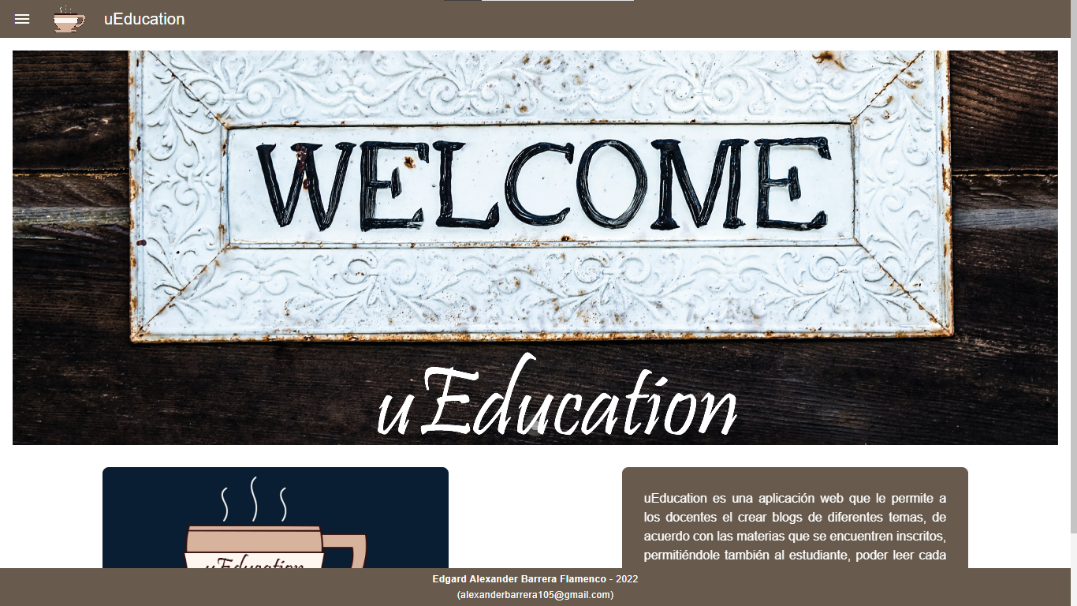 uEducation
WELCOME
uEducation
uEducation
uEducation es una aplicación web que le permite a
los docentes el crear blogs de diferentes temas, de
acuerdo con las materias que se encuentren inscritos,
permitiéndole también al estudiante, poder leer cada
Edgard Alexander Barrera Flamenco - 2022
(alexanderbarrera105@gmail.com)